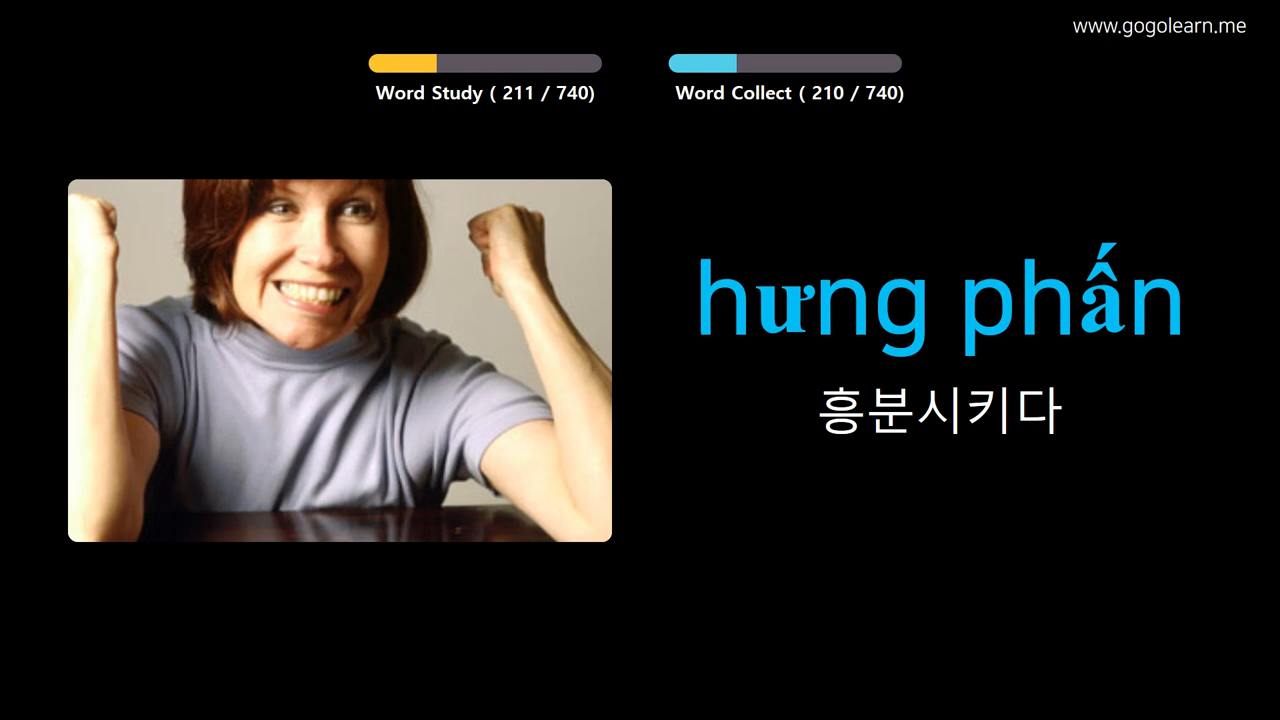 www.gogolearn.me
Word Study ( 211 / 740)
Word Collect ( 210 / 740)
hưng phấn
흥분시키다